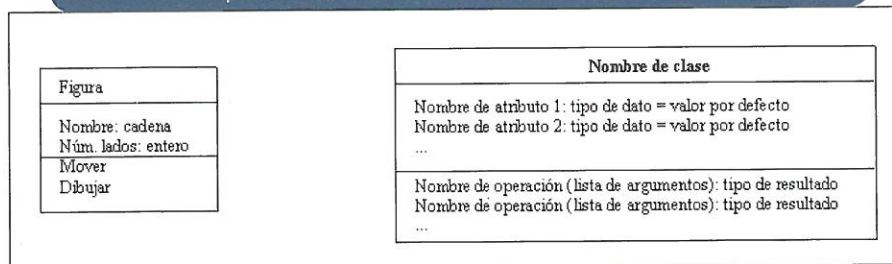 Figura
Nombre: cadena
Núm. lados: entero
Mover
Dibujar
Nombre de clase
Nombre de atributo 1: tipo de dato = valor por defecto
Nombre de atributo 2: tipo de dato = valor por defecto
...
Nombre de operación (lista de argumentos): tipo de resultado
Nombre de operación (lista de argumentos): tipo de resultado
...